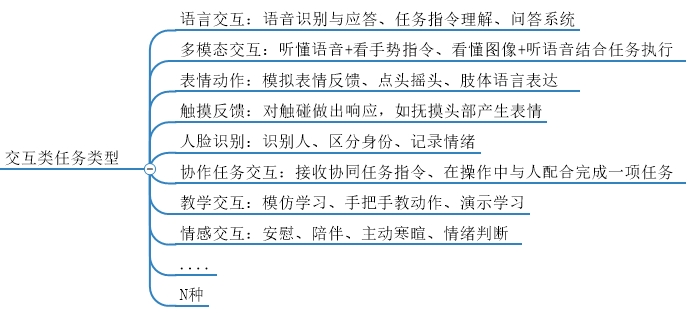 语言交互：语音识别与应答、任务指令理解、问答系统
多模态交互：听懂语音+看手势指令、看懂图像+听语音结合任务执行
表情动作：模拟表情反馈、点头摇头、肢体语言表达
触摸反馈：对触碰做出响应，如抚摸头部产生表情
人脸识别：识别人、区分身份、记录情绪
交互类任务类型
协作任务交互：接收协同任务指令、在操作中与人配合完成一项任务
教学交互：模仿学习、手把手教动作、演示学习
情感交互：安慰、陪伴、主动寒暄、情绪判断
....
N种